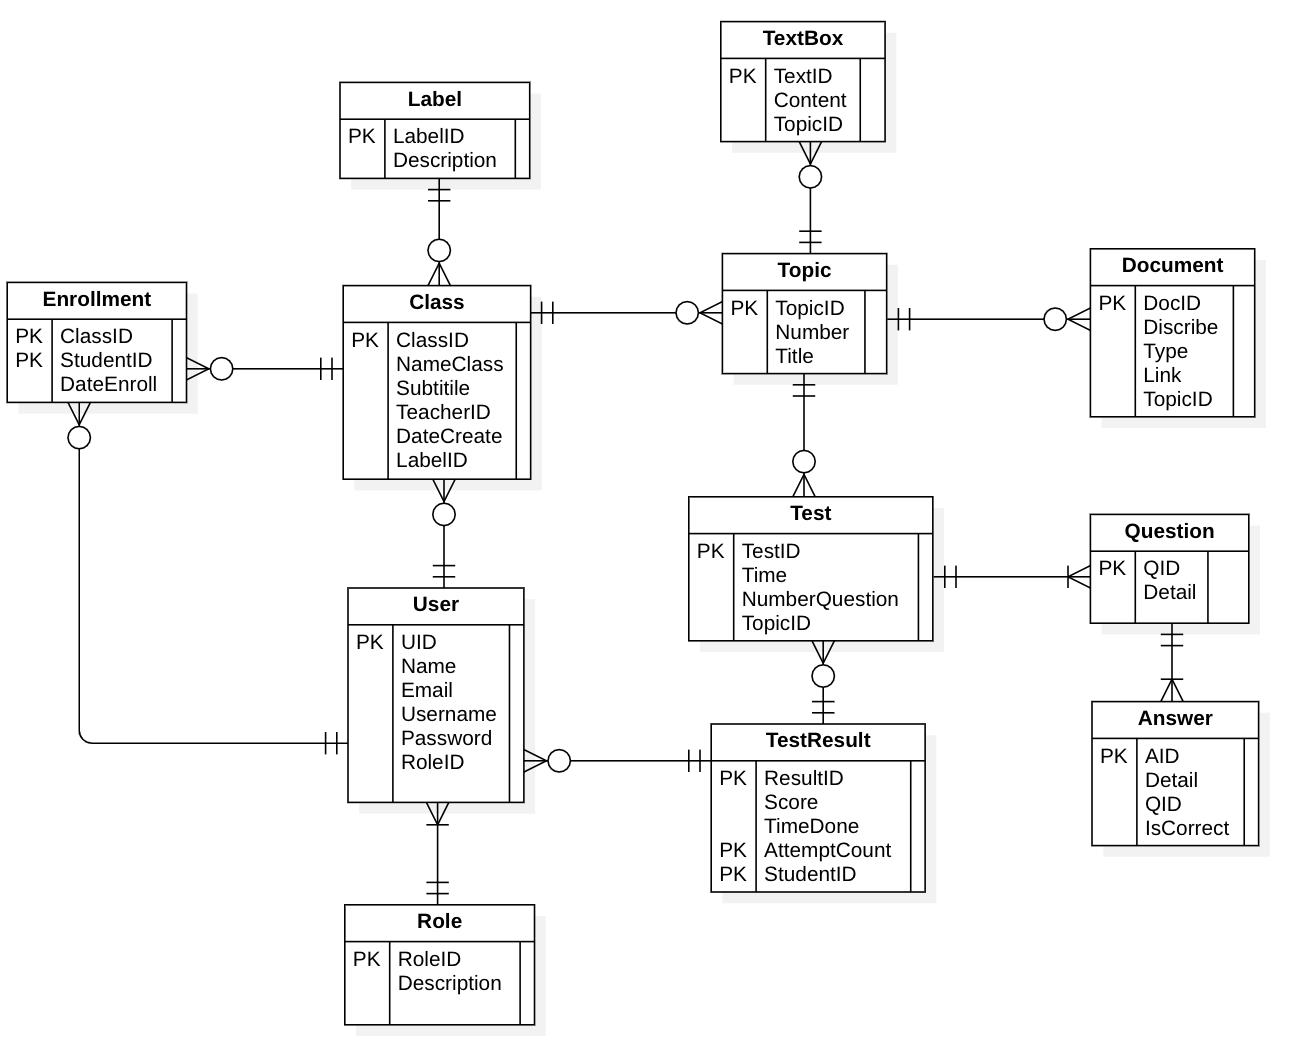 TextBox
PK TextID
Content
TopicID
Label
PK LabelID
Description
Enrollment
PK ClassID
PK StudentID
DateEnroll
Class
PK ClassID
NameClass
Subtitile
TeacherID
DateCreate
LabelID
Topic
PK TopicID
Number
Title
Document
PK DocID
Discribe
Type
Link
TopicID
Test
PK TestID
Time
NumberQuestion
TopicID
Question
PK QID
Detail
User
PK UID
Name
Email
Username
Password
RoleID
TestResult
PK ResultID
Score
TimeDone
PK AttemptCount
PK StudentID
Answer
PK AID
Detail
QID
IsCorrect
Role
PK RoleID
Description